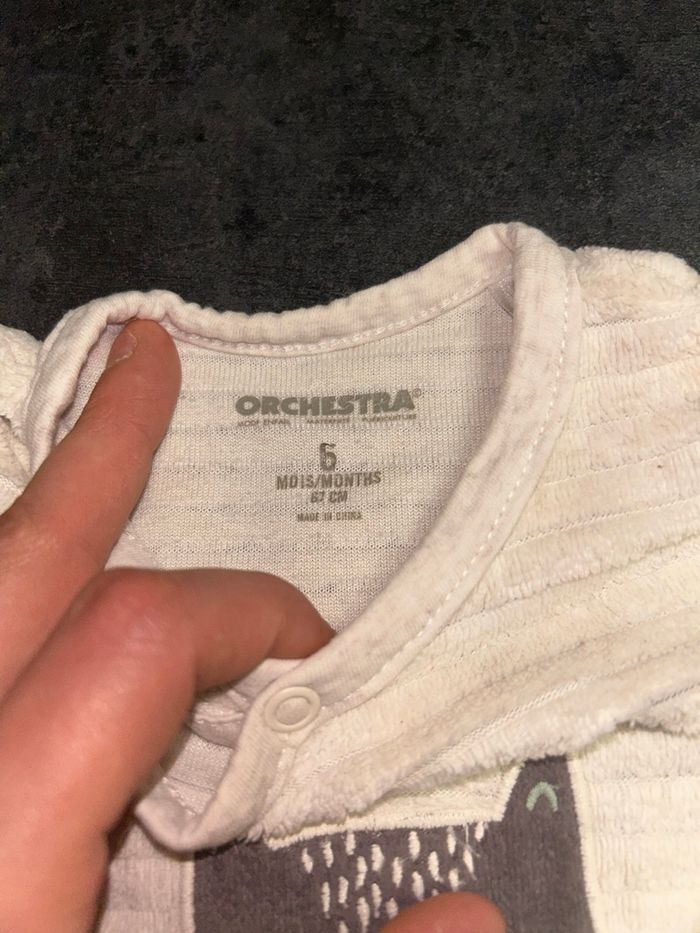 ORCHESTRA©
6
MOIS/MONTHS
67 CM
MADE IN CHINA